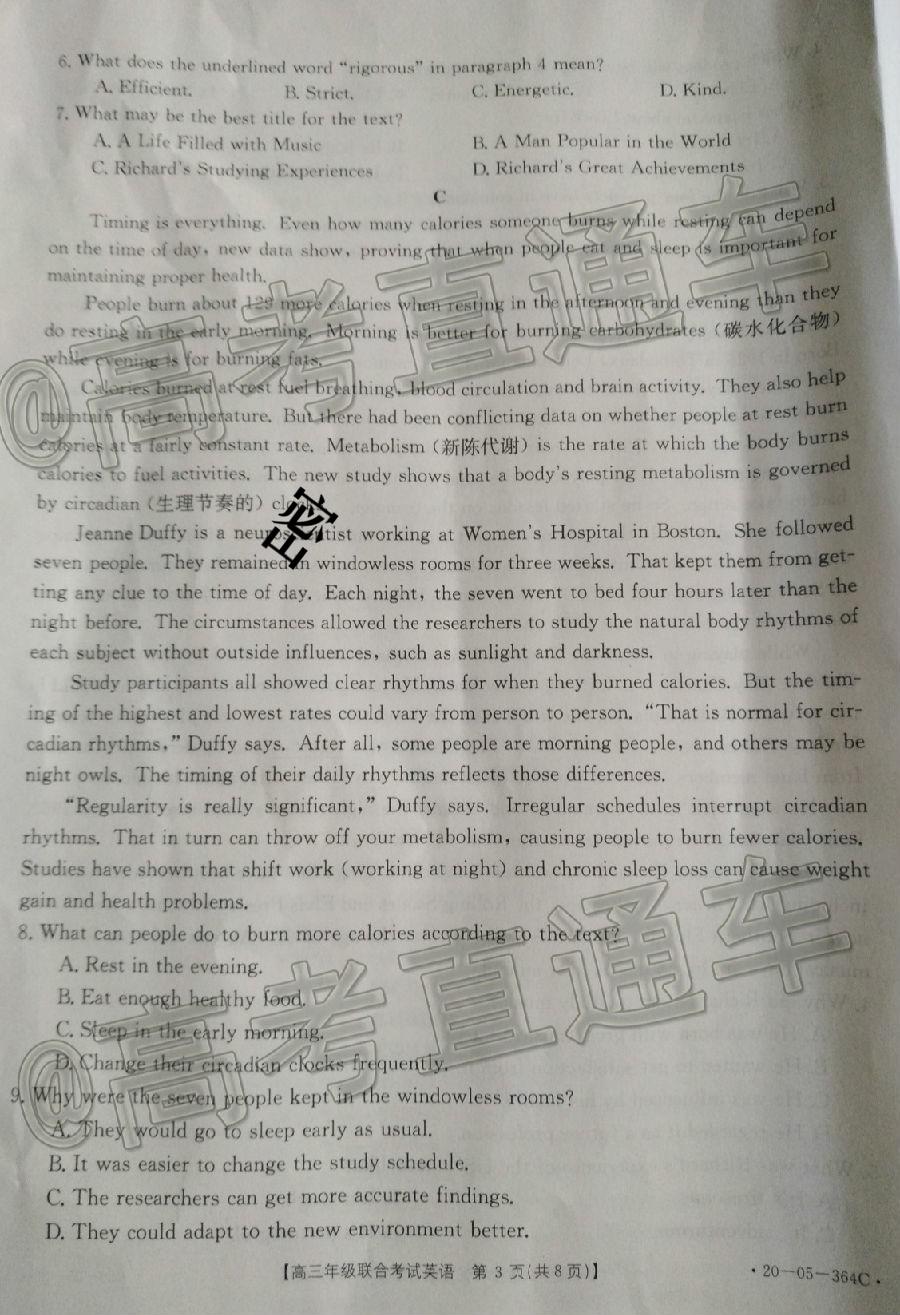 6. What does the underlined word “rigorous” in paragraph 4 mean?
A. Efficient. B. Strict. C. Energetic. D. Kind.
7. What may be the best title for the text?
A. A Life Filled with Music B. A Man Popular in the World
C. Richard's Studying Experiences D. Richard's Great Achievements
C
Timing is everything. Even how many calories someone burns while resting can depend
on the time of day, new data show, proving that when people eat and sleep is important for
maintaining proper health.
People burn about 129 more calories when resting in the afternoon and evening than they
do resting in the early morning. Morning is better for burning carbohydrates (碳水化合物)
while evening is for burning fats.
Calories burned at rest fuel breathing, blood circulation and brain activity. They also help
maintain body temperature. But there had been conflicting data on whether people at rest burn
calories at a fairly constant rate. Metabolism (新陈代谢) is the rate at which the body burns
calories to fuel activities. The new study shows that a body's resting metabolism is governed
by circadian (生理节奏的)
Jeanne Duffy is a working at Women's Hospital in Boston. She followed
seven people. They remained in windowless rooms for three weeks. That kept them from get-
ting any clue to the time of day. Each night, the seven went to bed four hours later than the
night before. The circumstances allowed the researchers to study the natural body rhythms of
each subject without outside influences, such as sunlight and darkness.
Study participants all showed clear rhythms for when they burned calories. But the tim-
ing of the highest and lowest rates could vary from person to person. “That is normal for cir-
cadian rhythms,” Duffy says. After all, some people are morning people, and others may be
night owls. The timing of their daily rhythms reflects those differences.
“Regularity is really significant,” Duffy says. Irregular schedules interrupt circadian
rhythms. That in turn can throw off your metabolism, causing people to burn fewer calories.
Studies have shown that shift work (working at night) and chronic sleep loss can cause weight
gain and health problems.
8. What can people do to burn more calories according to the text?
A. Rest in the evening.
B. Eat enough healthy food.
C. Sleep in the early morning.
D. Change their circadian clocks frequently.
9. Why were the seven people kept in the windowless rooms?
A. They would go to sleep early as usual.
B. It was easier to change the study schedule.
C. The researchers can get more accurate findings.
D. They could adapt to the new environment better.
【高三年级联合考试英语 第 3 页(共 8 页)】
·20—05—364C·
@高考直通车
密
@高考直通车